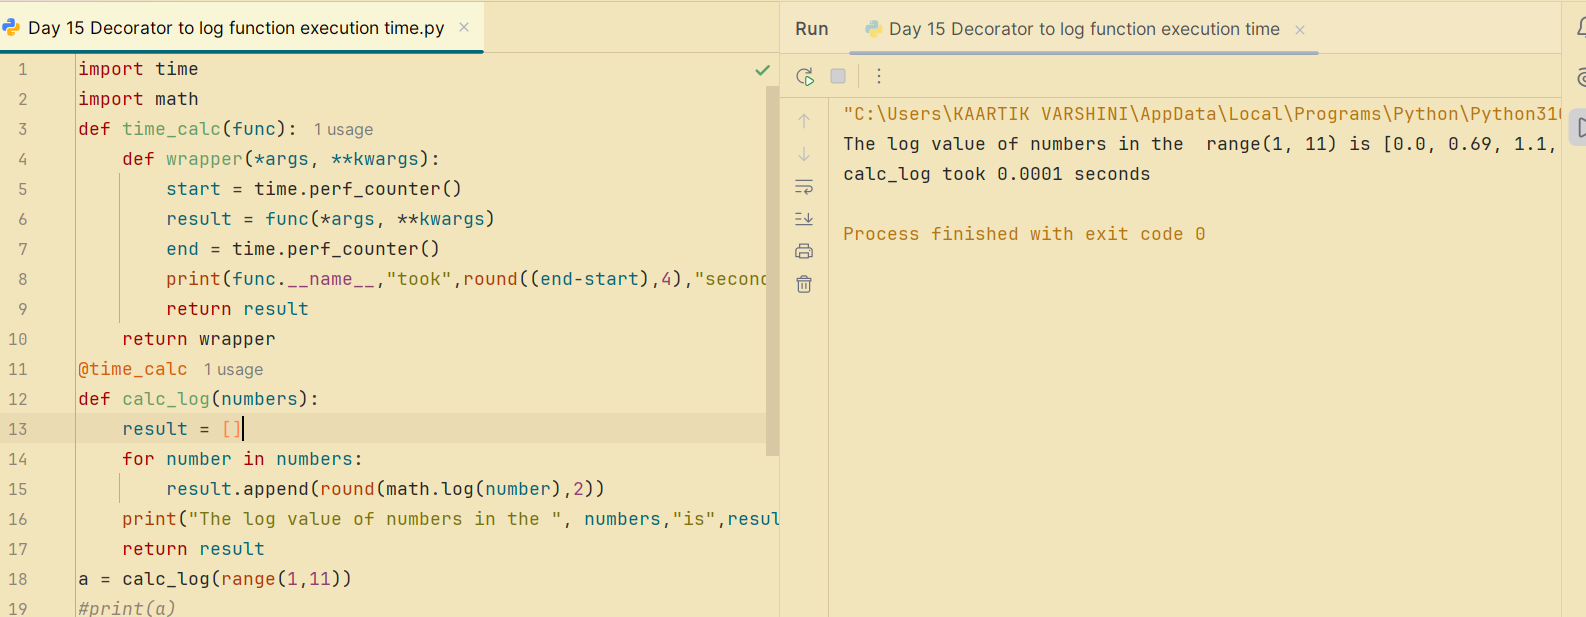 Day 15 Decorator to log function execution time.py
1 import time
2 import math
3 def time_calc(func): 1 usage
4 def wrapper(*args, **kwargs):
5 start = time.perf_counter()
6 result = func(*args, **kwargs)
7 end = time.perf_counter()
8 print(func.__name__,"took",round((end-start),4),"second
9 return result
10 return wrapper
11 @time_calc 1 usage
12 def calc_log(numbers):
13 result = []
14 for number in numbers:
15 result.append(round(math.log(number),2))
16 print("The log value of numbers in the ", numbers,"is",resul
17 return result
18 a = calc_log(range(1,11))
19 #print(a)
Run Day 15 Decorator to log function execution time
"C:\Users\KAARTIK VARSHINI\AppData\Local\Programs\Python\Python310
The log value of numbers in the  range(1, 11) is [0.0, 0.69, 1.1,
calc_log took 0.0001 seconds
Process finished with exit code 0